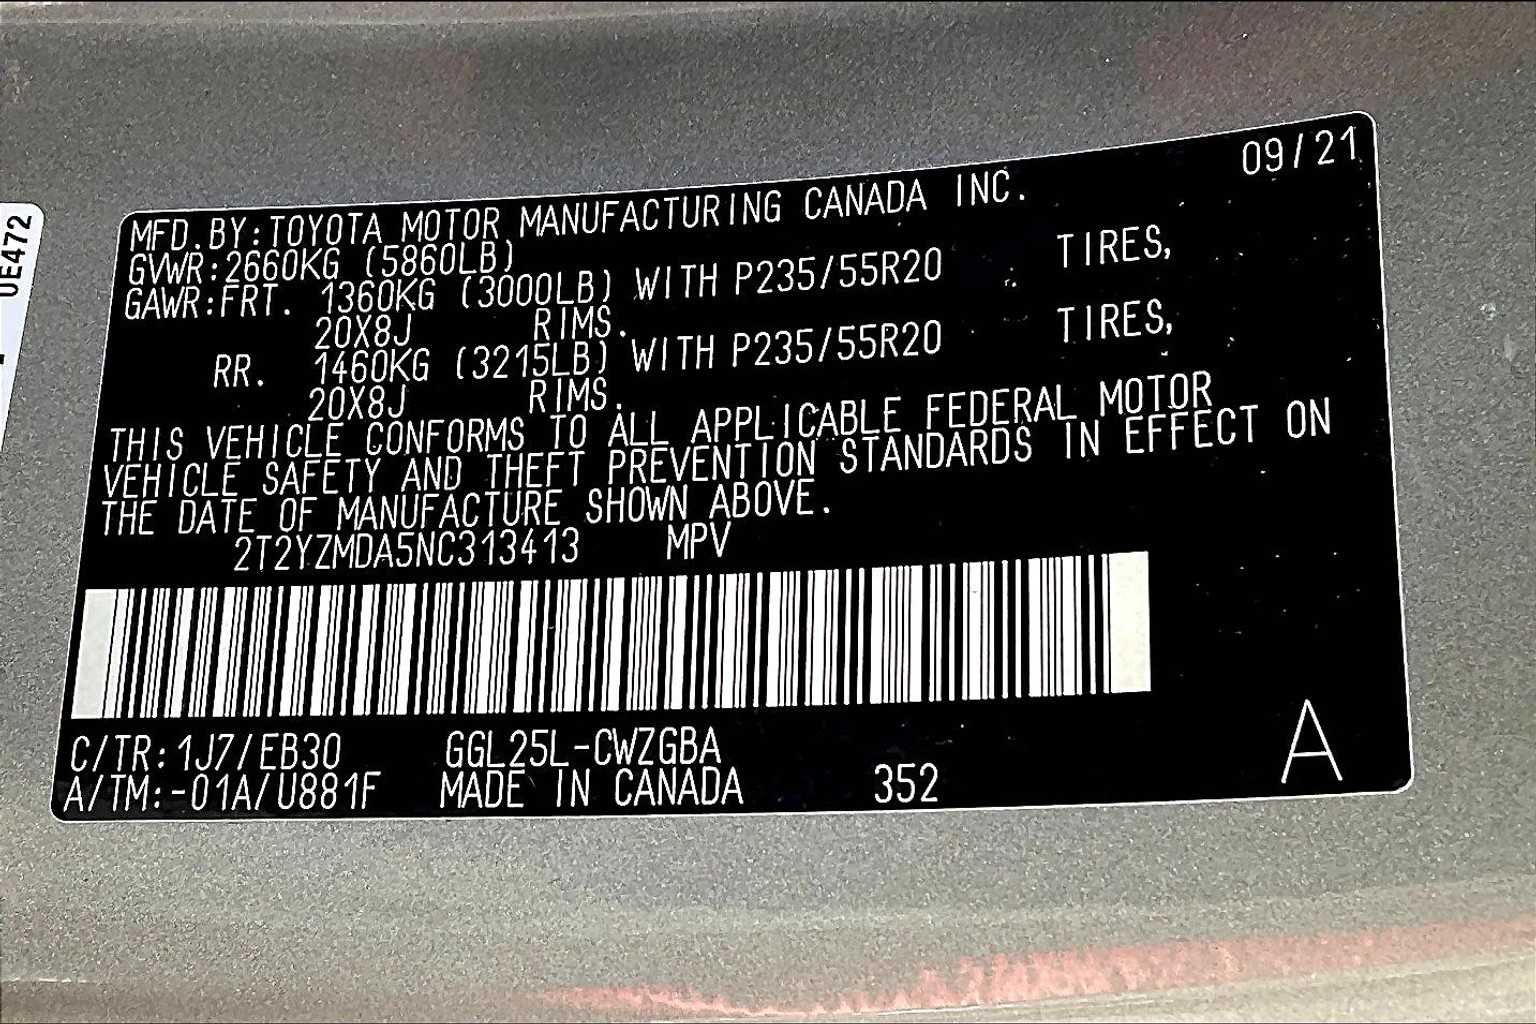 09/21
MFD.BY:TOYOTA MOTOR MANUFACTURING CANADA INC.
GVWR:2660KG (5860LB)
GAWR:FRT. 1360KG (3000LB) WITH P235/55R20 TIRES,
20X8J RIMS.
RR. 1460KG (3215LB) WITH P235/55R20 TIRES,
20X8J RIMS.
THIS VEHICLE CONFORMS TO ALL APPLICABLE FEDERAL MOTOR
VEHICLE SAFETY AND THEFT PREVENTION STANDARDS IN EFFECT ON
THE DATE OF MANUFACTURE SHOWN ABOVE.
2T2YZMDA5NC313413 MPV
C/TR:1J7/EB30 GGL25L-CWZGBA
A/TM:-01A/U881F MADE IN CANADA 352 A
UE472